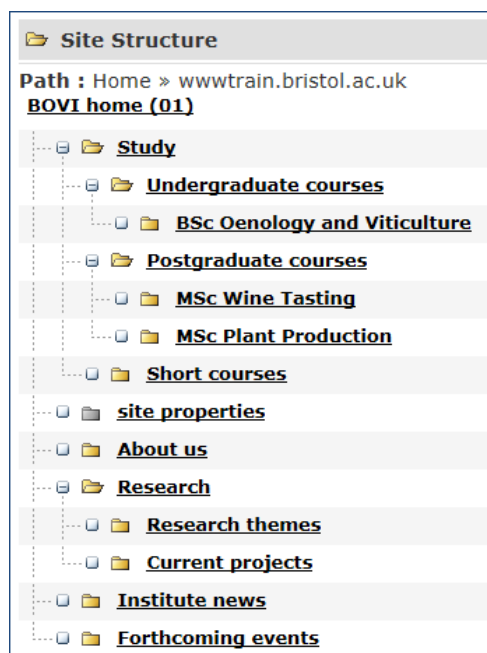 Site Structure
Path : Home » wwwtrain.bristol.ac.uk
BOVI home (01)
Study
Undergraduate courses
BSc Oenology and Viticulture
Postgraduate courses
MSc Wine Tasting
MSc Plant Production
Short courses
site properties
About us
Research
Research themes
Current projects
Institute news
Forthcoming events